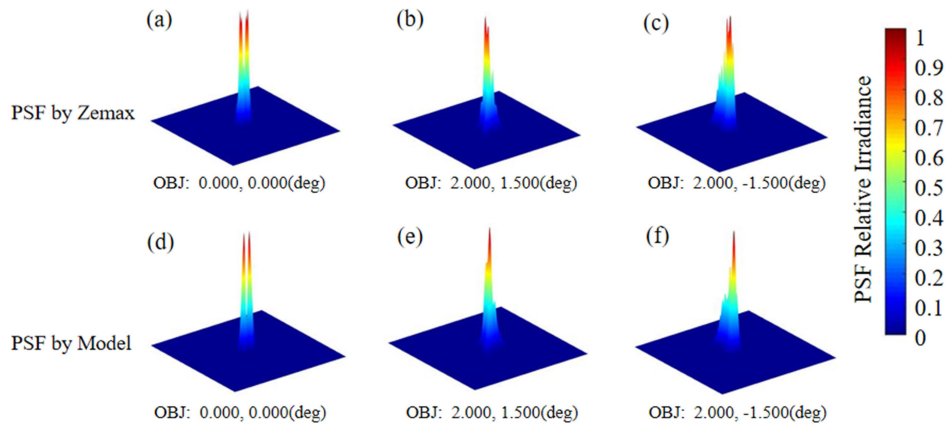 (a)
(b)
(c)
PSF by Zemax
OBJ: 0.000, 0.000(deg)
OBJ: 2.000, 1.500(deg)
OBJ: 2.000, -1.500(deg)
(d)
(e)
(f)
PSF by Model
OBJ: 0.000, 0.000(deg)
OBJ: 2.000, 1.500(deg)
OBJ: 2.000, -1.500(deg)
PSF Relative Irradiance
1
0.9
0.8
0.7
0.6
0.5
0.4
0.3
0.2
0.1
0